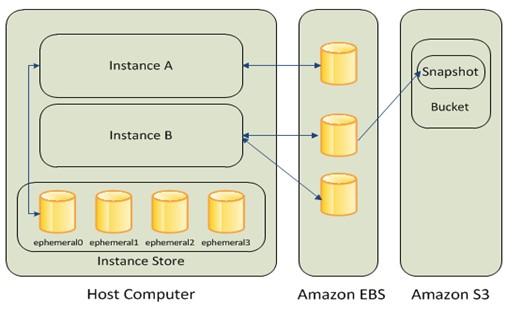 Instance A
Instance B
ephemeral0 ephemeral1 ephemeral2 ephemeral3
Instance Store
Host Computer
Amazon EBS
Snapshot
Bucket
Amazon S3